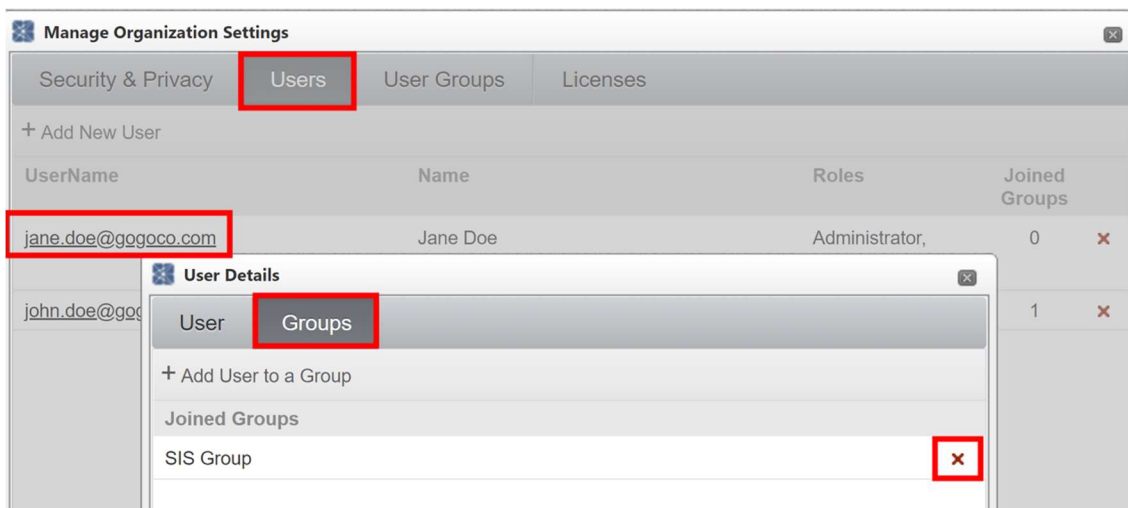 Manage Organization Settings
Security & Privacy Users User Groups Licenses
+ Add New User
UserName Name Roles Joined Groups
jane.doe@gogoco.com Jane Doe Administrator, 0
User Details
john.doe@gog 1
User Groups
+ Add User to a Group
Joined Groups
SIS Group